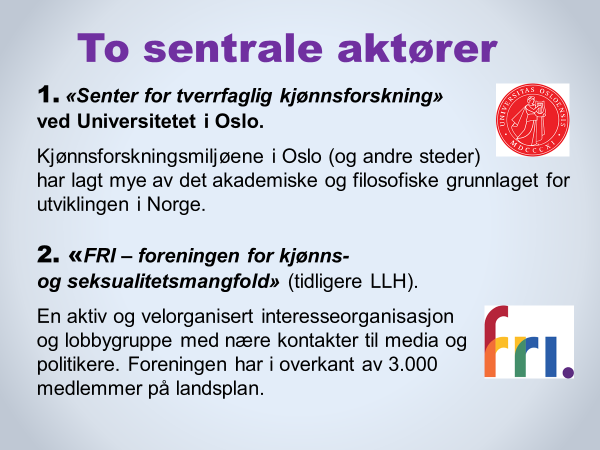 To sentrale aktører
1. «Senter for tverrfaglig kjønnsforskning»
ved Universitetet i Oslo.
UNIVERSITAS OSLOENSIS
MDCCCXI
Kjønnsforskningsmiljøene i Oslo (og andre steder)
har lagt mye av det akademiske og filosofiske grunnlaget for
utviklingen i Norge.
2. «FRI – foreningen for kjønns-
og seksualitetsmangfold» (tidligere LLH).
En aktiv og velorganisert interesseorganisasjon
og lobbygruppe med nære kontakter til media og
politikere. Foreningen har i overkant av 3.000
medlemmer på landsplan.
fri.